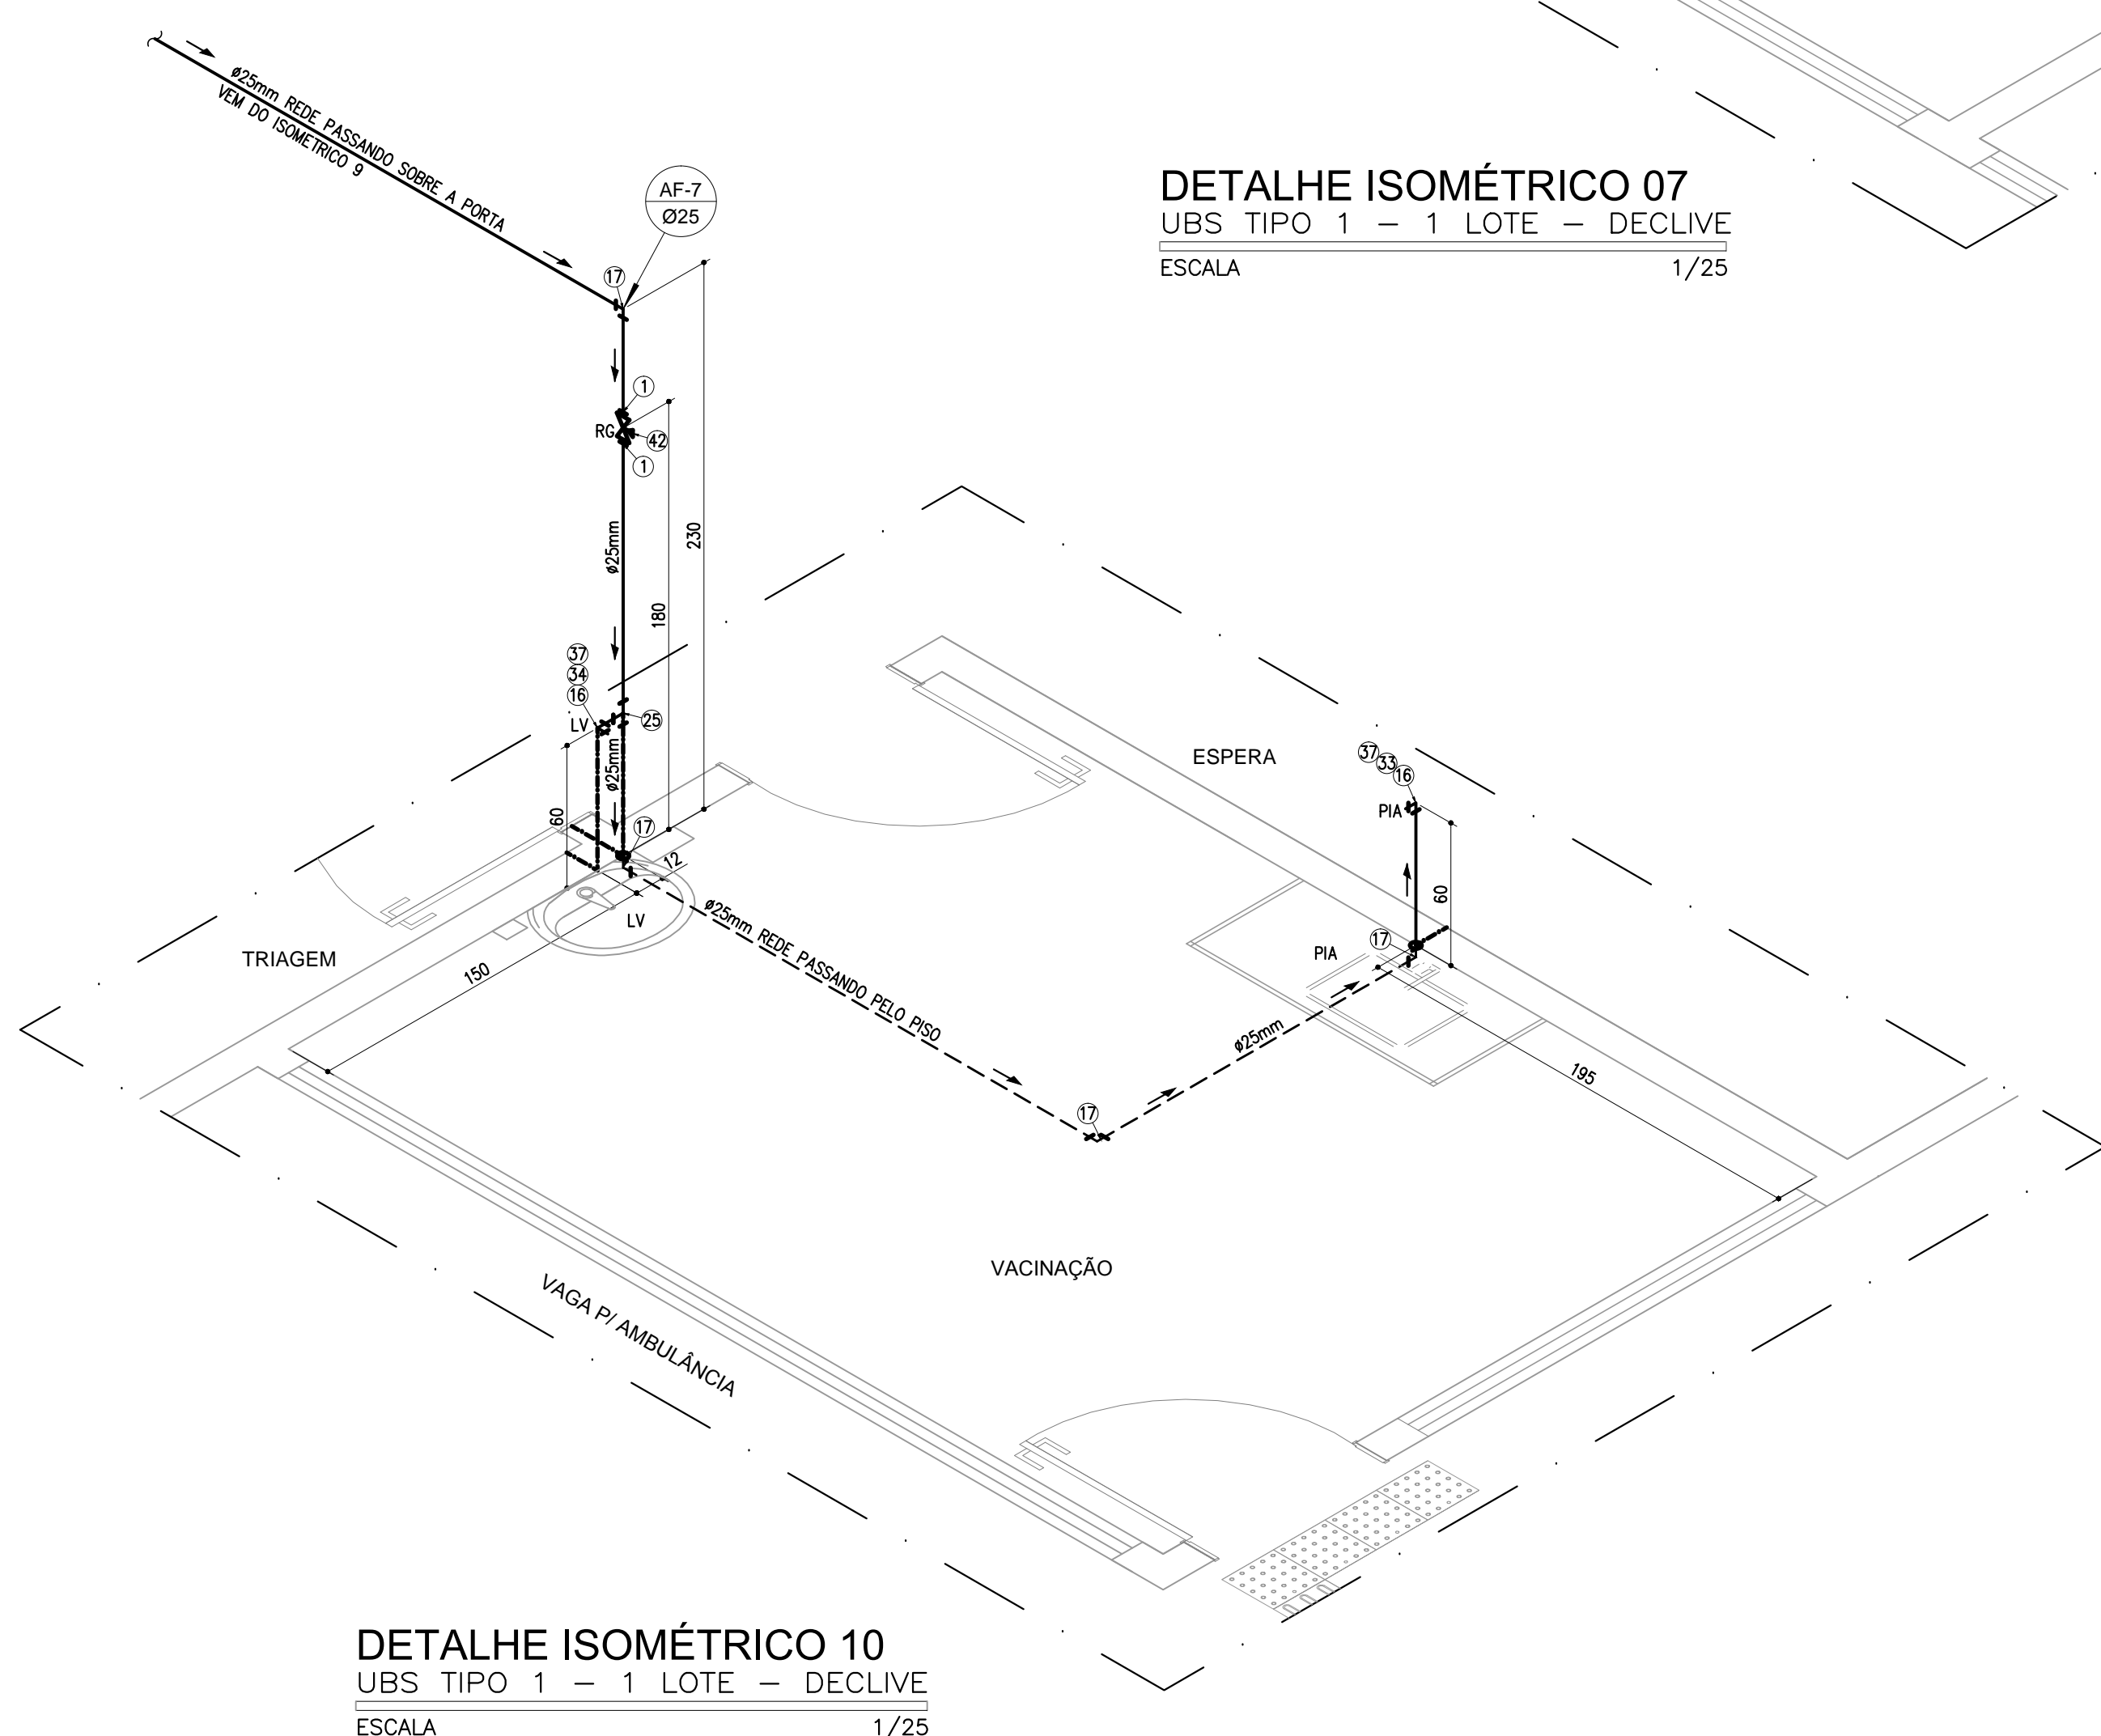 ø25mm REDE PASSANDO SOBRE A PORTA
VEM DO ISOMETRICO 9
AF-7
Ø25
DETALHE ISOMÉTRICO 07
UBS TIPO 1 – 1 LOTE – DECLIVE
ESCALA 1/25
17
1
RG
42
1
ø25mm
230
180
37
34
16
LV
25
ø25mm
60
17
12
LV
150
TRIAGEM
ESPERA
37
33
16
PIA
60
17
PIA
ø25mm REDE PASSANDO PELO PISO
ø25mm
17
195
VACINAÇÃO
VAGA P/ AMBULÂNCIA
DETALHE ISOMÉTRICO 10
UBS TIPO 1 – 1 LOTE – DECLIVE
ESCALA 1/25